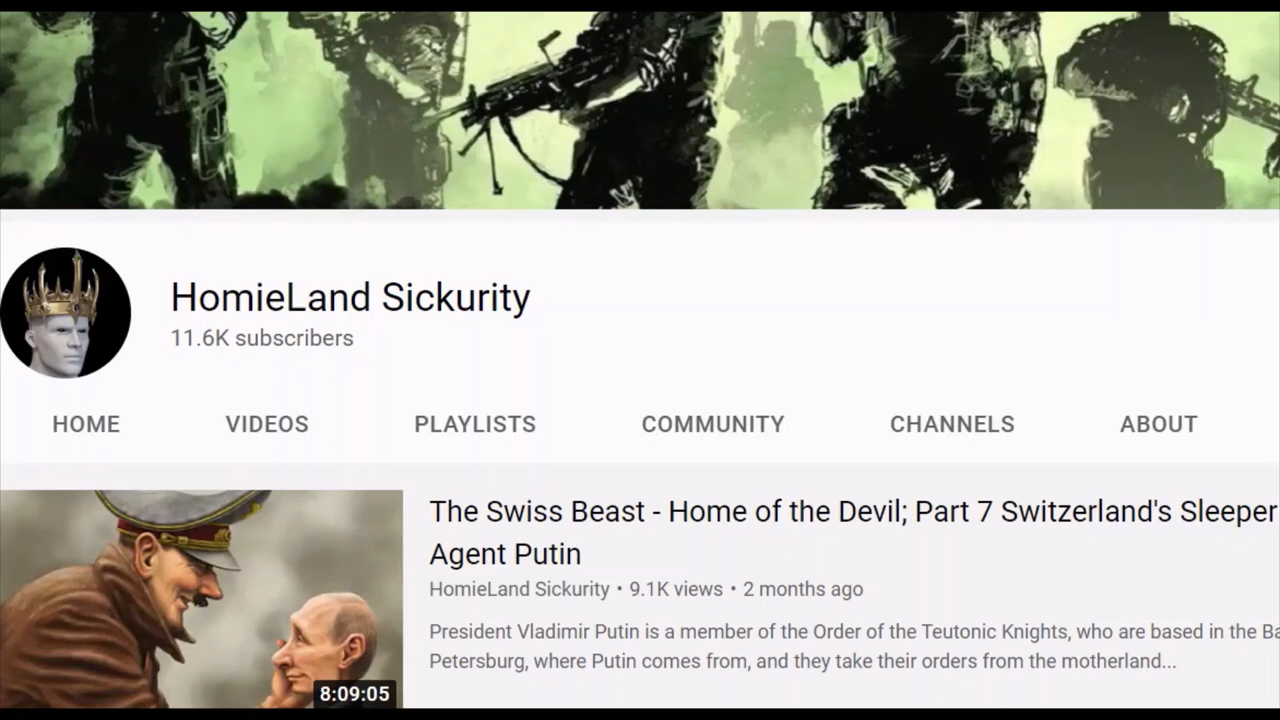 HomieLand Sickurity
11.6K subscribers
HOME VIDEOS PLAYLISTS COMMUNITY CHANNELS ABOUT
The Swiss Beast - Home of the Devil; Part 7 Switzerland's Sleeper
Agent Putin
HomieLand Sickurity • 9.1K views • 2 months ago
President Vladimir Putin is a member of the Order of the Teutonic Knights, who are based in the
Petersburg, where Putin comes from, and they take their orders from the motherland...
8:09:05